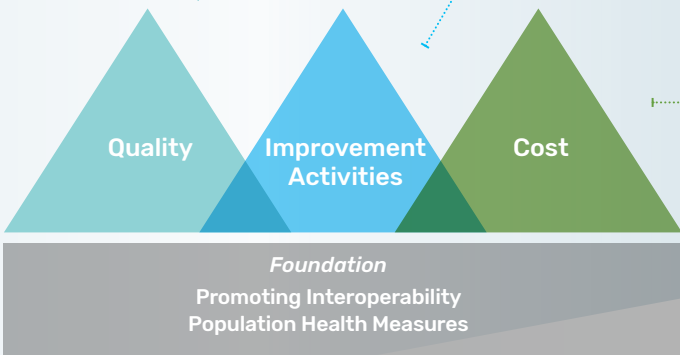 Quality
Improvement
Activities
Cost
Foundation
Promoting Interoperability
Population Health Measures